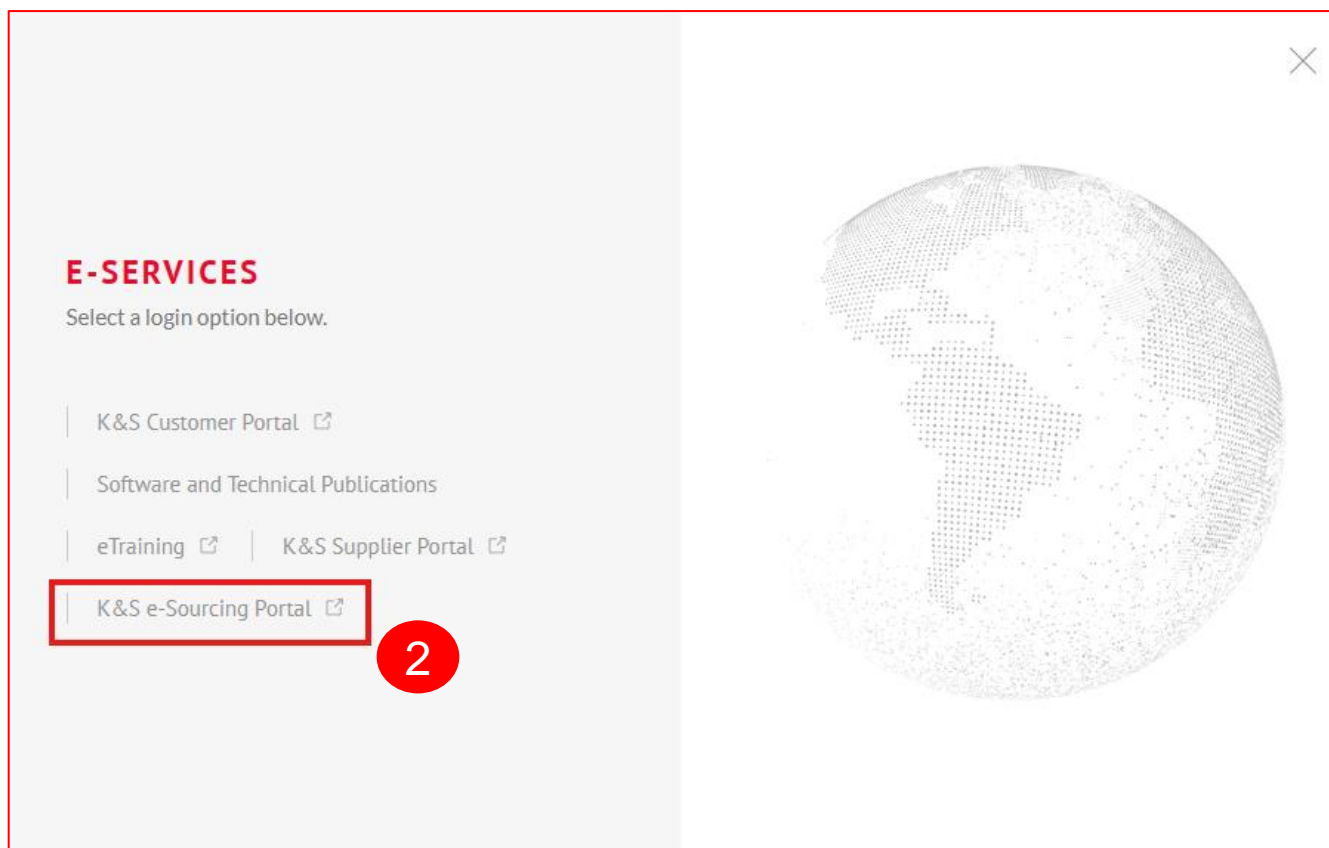 E-SERVICES
Select a login option below.
K&S Customer Portal
Software and Technical Publications
eTraining K&S Supplier Portal
K&S e-Sourcing Portal
2